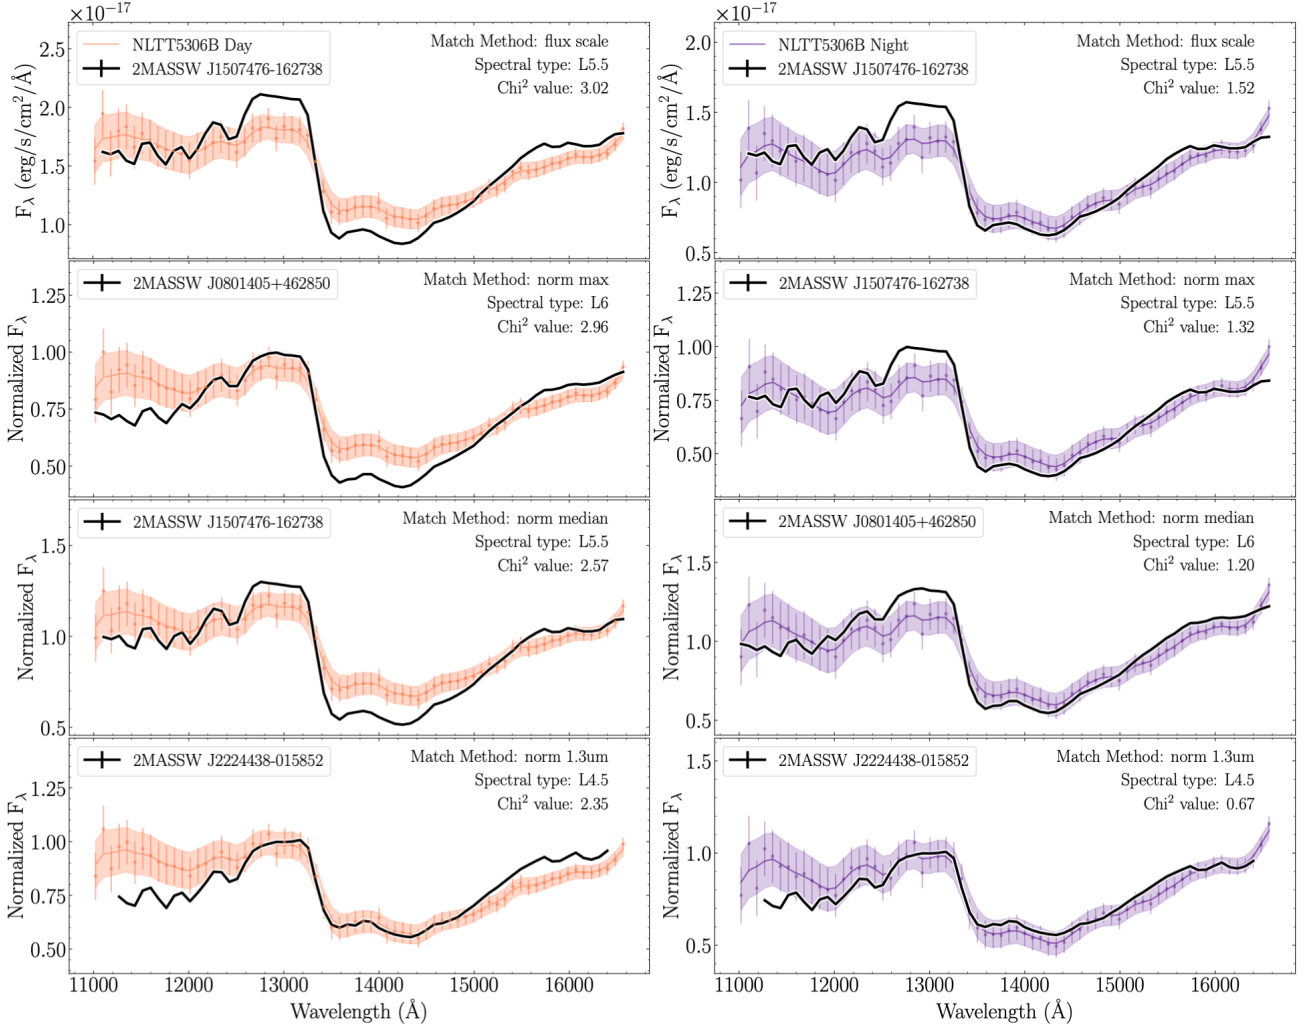 ×10⁻¹⁷
2.5
2.0
1.5
1.0
F_λ (erg/s/cm²/Å)
NLTT5306B Day
2MASSW J1507476-162738
Match Method: flux scale
Spectral type: L5.5
Chi² value: 3.02
×10⁻¹⁷
2.0
1.5
1.0
0.5
F_λ (erg/s/cm²/Å)
NLTT5306B Night
2MASSW J1507476-162738
Match Method: flux scale
Spectral type: L5.5
Chi² value: 1.52
1.25
1.00
0.75
0.50
Normalized F_λ
2MASSW J0801405+462850
Match Method: norm max
Spectral type: L6
Chi² value: 2.96
1.25
1.00
0.75
0.50
Normalized F_λ
2MASSW J1507476-162738
Match Method: norm max
Spectral type: L5.5
Chi² value: 1.32
1.5
1.0
0.5
Normalized F_λ
2MASSW J1507476-162738
Match Method: norm median
Spectral type: L5.5
Chi² value: 2.57
1.5
1.0
0.5
Normalized F_λ
2MASSW J0801405+462850
Match Method: norm median
Spectral type: L6
Chi² value: 1.20
1.25
1.00
0.75
0.50
Normalized F_λ
2MASSW J2224438-015852
Match Method: norm 1.3um
Spectral type: L4.5
Chi² value: 2.35
11000 12000 13000 14000 15000 16000
Wavelength (Å)
1.5
1.0
0.5
Normalized F_λ
2MASSW J2224438-015852
Match Method: norm 1.3um
Spectral type: L4.5
Chi² value: 0.67
11000 12000 13000 14000 15000 16000
Wavelength (Å)